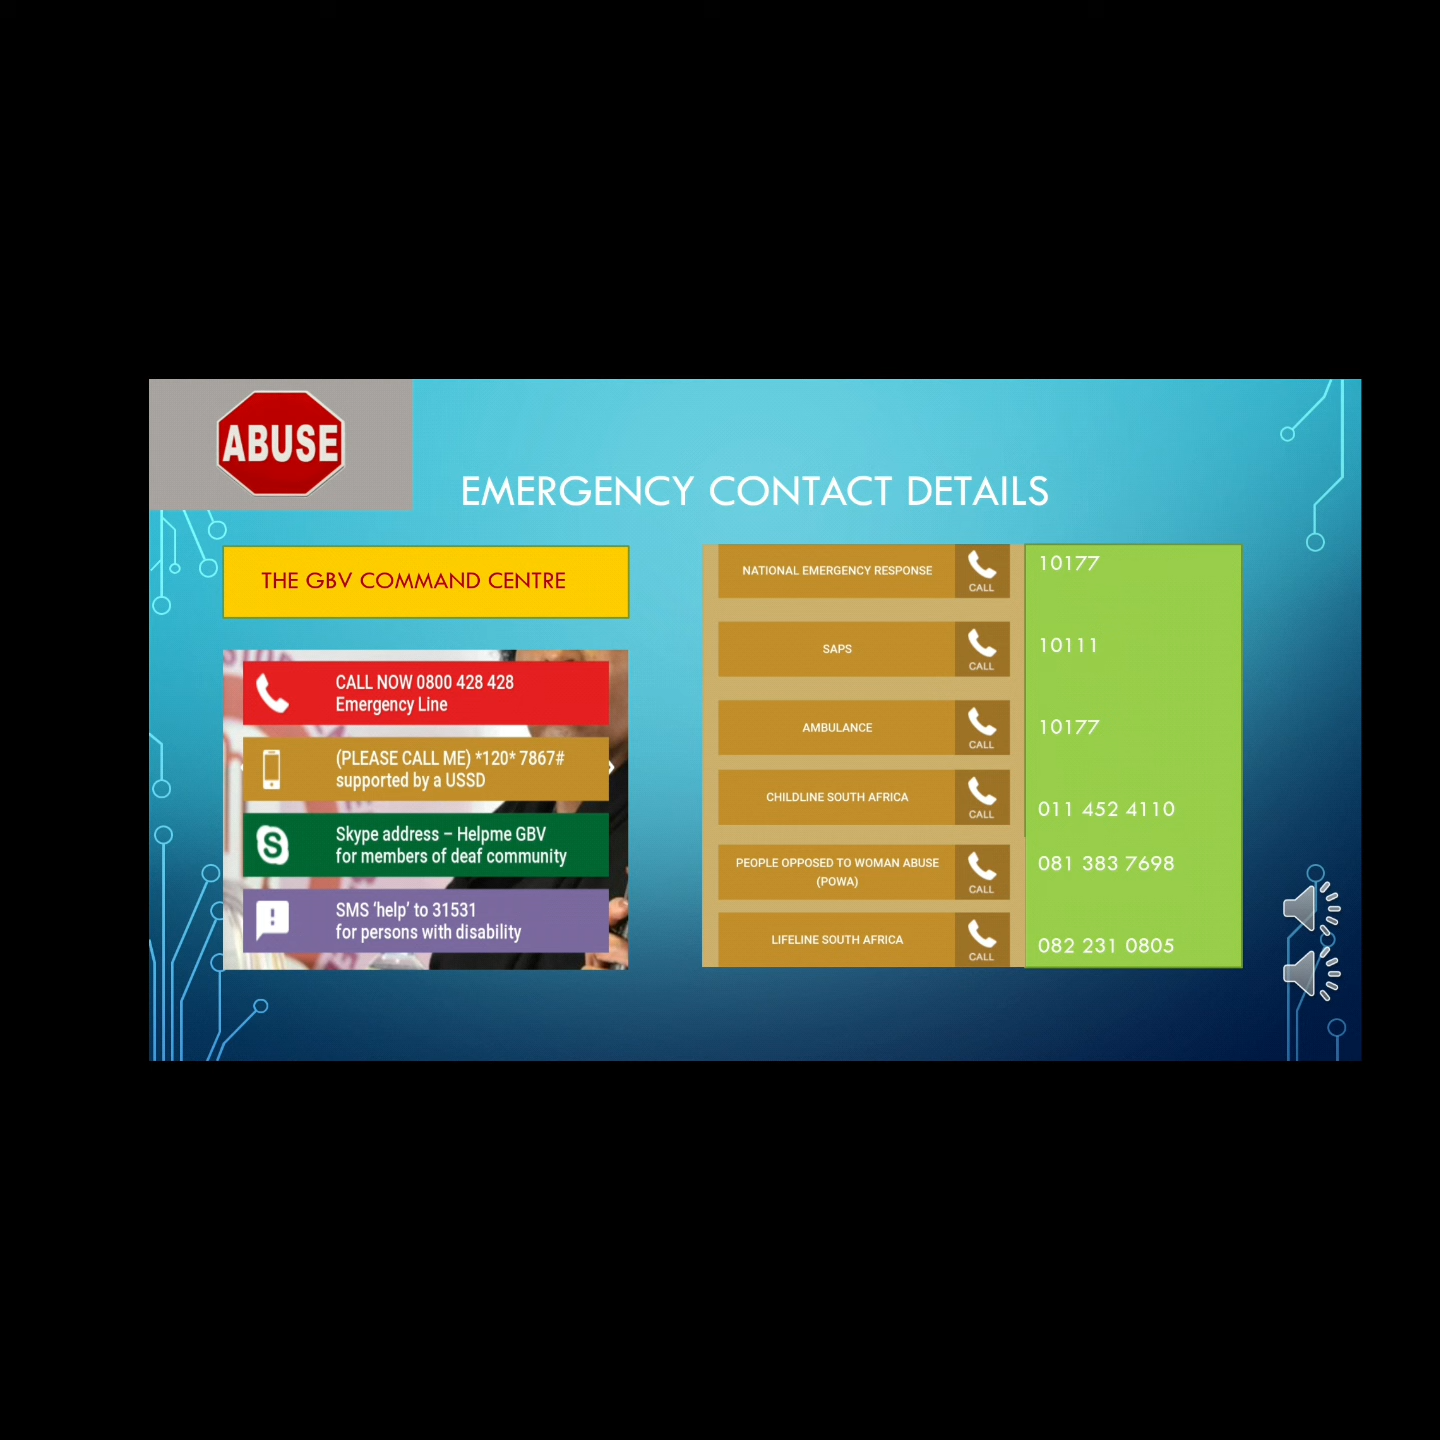 ABUSE
EMERGENCY CONTACT DETAILS
THE GBV COMMAND CENTRE
CALL NOW 0800 428 428
Emergency Line
(PLEASE CALL ME) *120* 7867#
supported by a USSD
Skype address – Helpme GBV
for members of deaf community
SMS ‘help’ to 31531
for persons with disability
NATIONAL EMERGENCY RESPONSE
CALL
10177
SAPS
CALL
10111
AMBULANCE
CALL
10177
CHILDLINE SOUTH AFRICA
CALL
011 452 4110
PEOPLE OPPOSED TO WOMAN ABUSE
(POWA)
CALL
081 383 7698
LIFELINE SOUTH AFRICA
CALL
082 231 0805